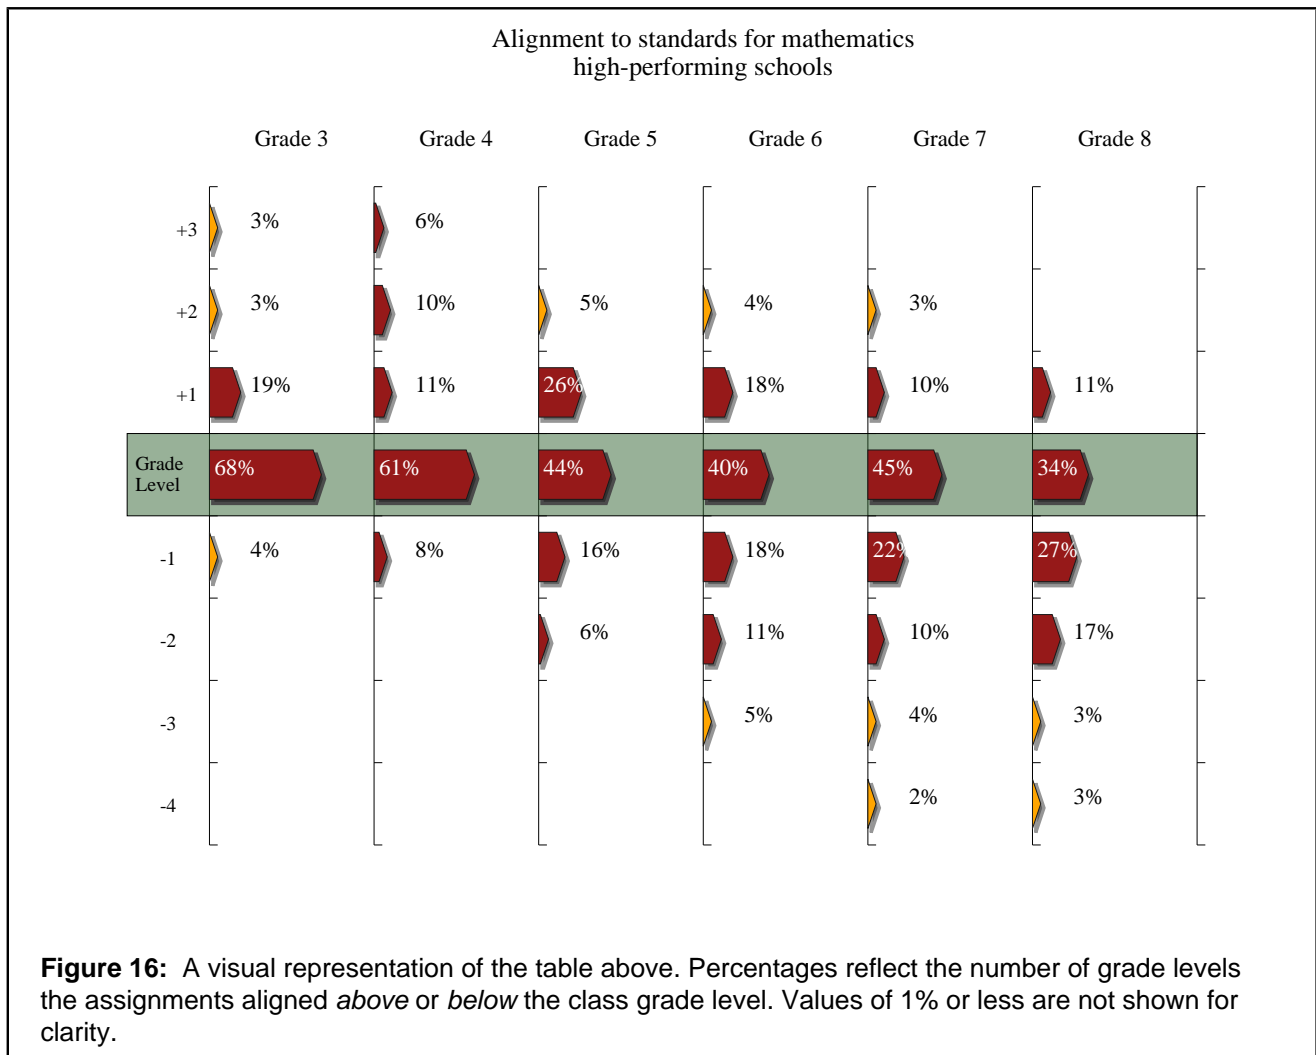 Alignment to standards for mathematics
high-performing schools
Grade 3 Grade 4 Grade 5 Grade 6 Grade 7 Grade 8
+3 3% 6%
+2 3% 10% 5% 4% 3%
+1 19% 11% 26% 18% 10% 11%
Grade
Level 68% 61% 44% 40% 45% 34%
-1 4% 8% 16% 18% 22% 27%
-2 6% 11% 10% 17%
-3 5% 4% 3%
-4 2% 3%
Figure 16: A visual representation of the table above. Percentages reflect the number of grade levels
the assignments aligned above or below the class grade level. Values of 1% or less are not shown for
clarity.